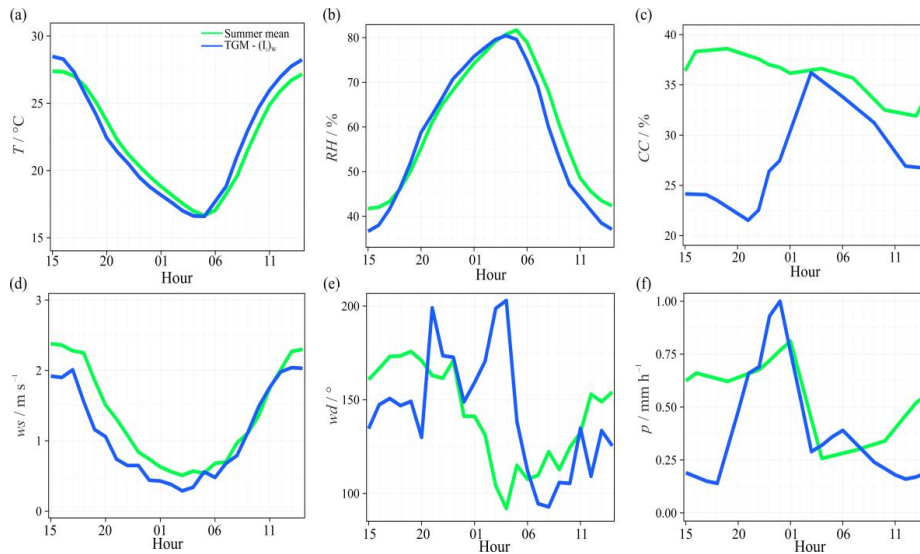 (a)
Summer mean
TGM - (I₁)w
T / °C
30
25
20
15
15 20 01 06 11
Hour
(b)
RH / %
80
60
40
15 20 01 06 11
Hour
(c)
CC / %
40
35
30
25
20
15 20 01 06 11
Hour
(d)
ws / m s⁻¹
3
2
1
0
15 20 01 06 11
Hour
(e)
wd / °
200
150
100
15 20 01 06 11
Hour
(f)
p / mm h⁻¹
1.00
0.75
0.50
0.25
0.00
15 20 01 06 11
Hour